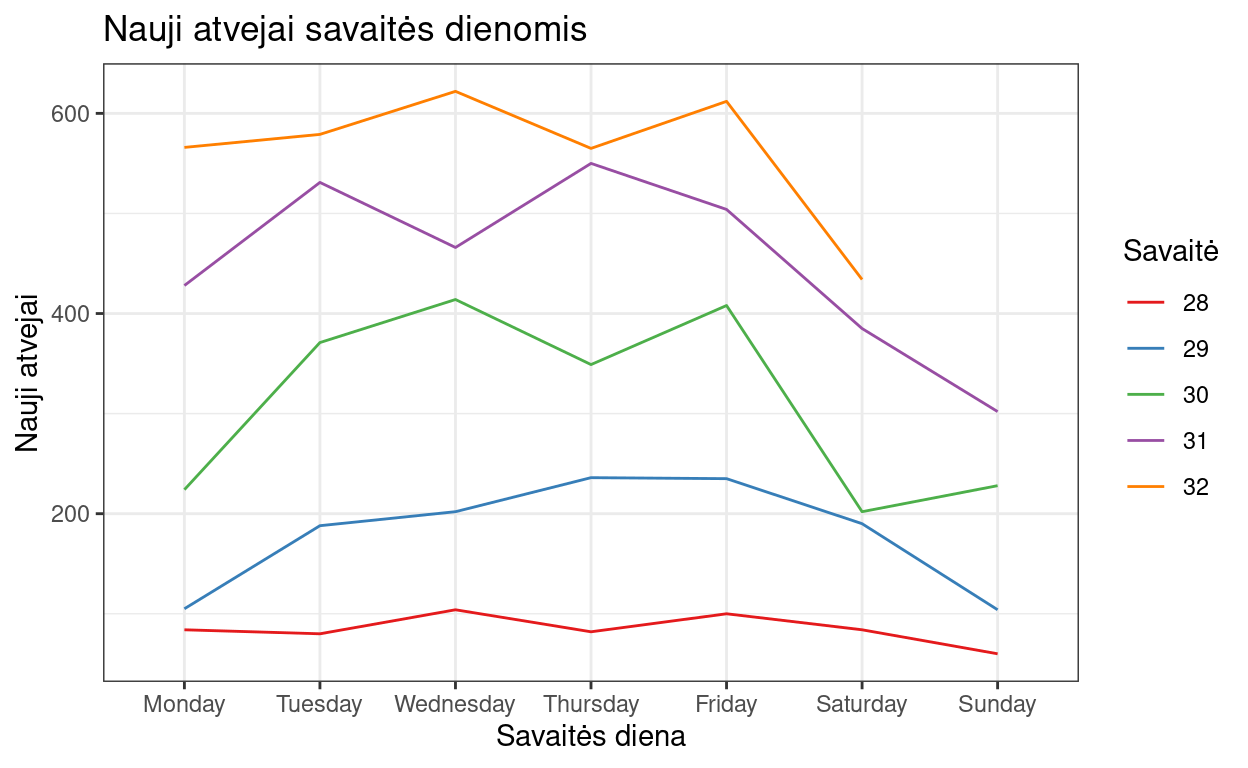 Nauji atvejai savaitės dienomis
Nauji atvejai
600
400
200
Monday Tuesday Wednesday Thursday Friday Saturday Sunday
Savaitės diena
Savaitė
28
29
30
31
32